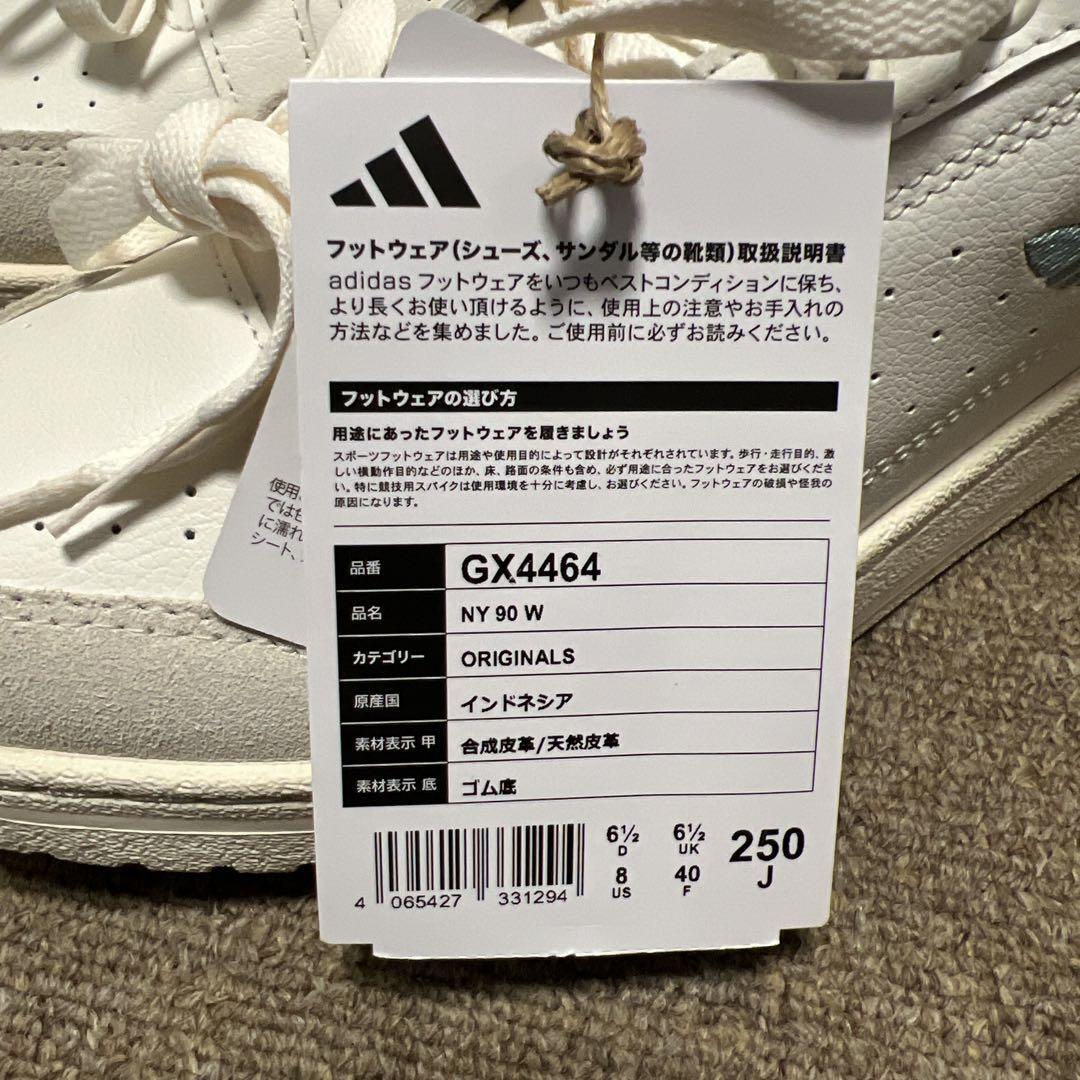 フットウェア(シューズ、サンダル等の靴類)取扱説明書
adidas フットウェアをいつもベストコンディションに保ち、
より長くお使い頂けるように、使用上の注意やお手入れの
方法などを集めました。ご使用前に必ずお読みください。
フットウェアの選び方
用途にあったフットウェアを履きましょう
スポーツフットウェアは用途や使用目的によって設計がそれぞれされています。歩行・走行目的、激
しい横動作目的などのほか、床、路面の条件も含め、必ず用途に合ったフットウェアをお選びくださ
い。特に競技用スパイクは使用環境を十分に考慮し、お選びください。フットウェアの破損や怪我の
原因になります。
品番 GX4464
品名 NY 90 W
カテゴリー ORIGINALS
原産国 インドネシア
素材表示 甲 合成皮革/天然皮革
素材表示 底 ゴム底
6½ 6½ 250
D UK J
8 40
US F
4 065427 331294
使用
では
に濡れ
シート、